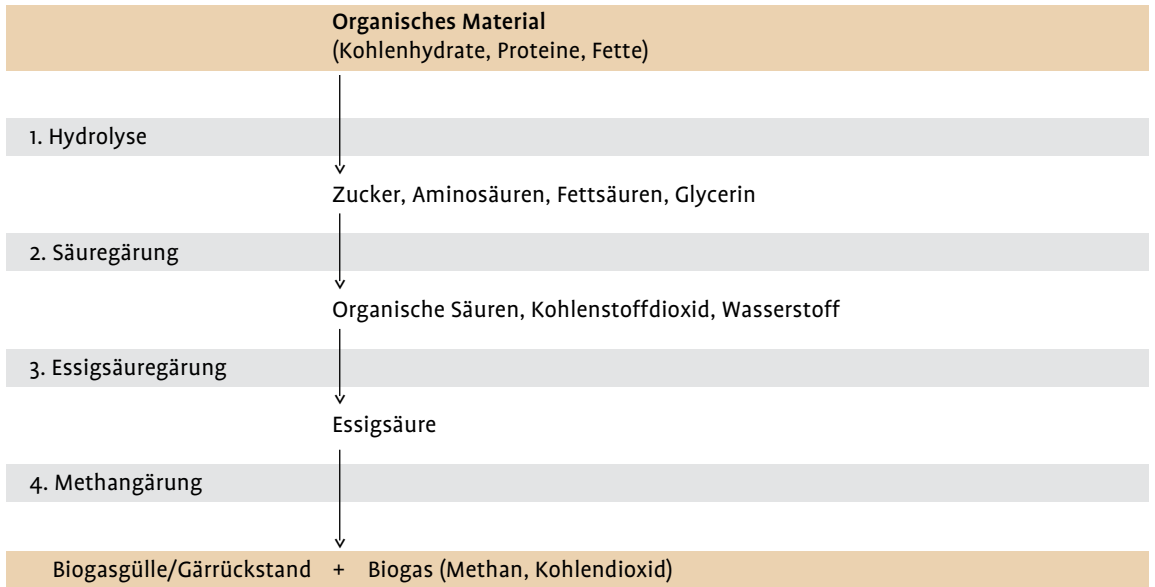 Organisches Material
(Kohlenhydrate, Proteine, Fette)
1. Hydrolyse
Zucker, Aminosäuren, Fettsäuren, Glycerin
2. Säuregärung
Organische Säuren, Kohlenstoffdioxid, Wasserstoff
3. Essigsäuregärung
Essigsäure
4. Methangärung
Biogasgülle/Gärrückstand + Biogas (Methan, Kohlendioxid)